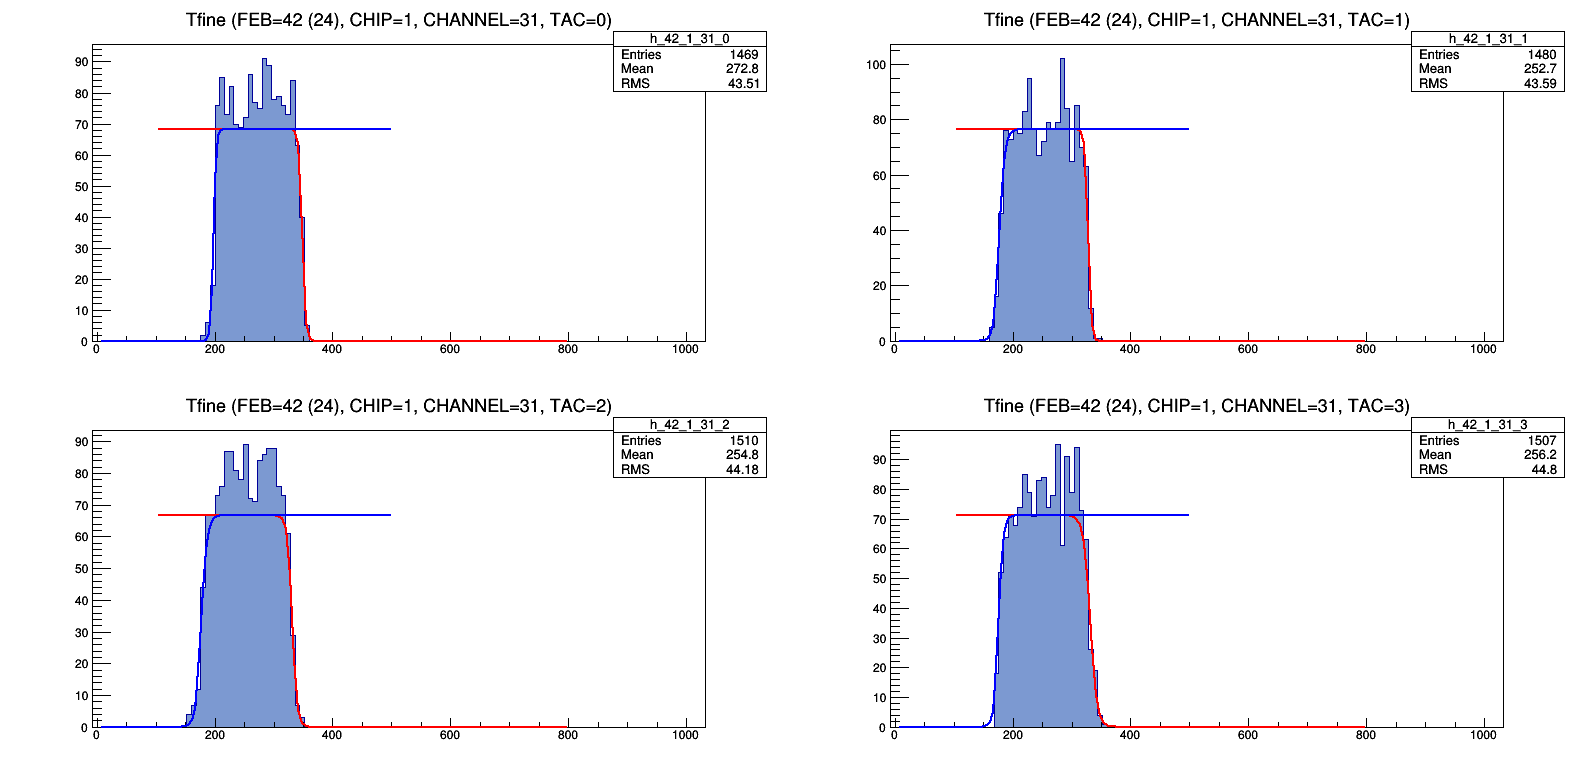 Tfine (FEB=42 (24), CHIP=1, CHANNEL=31, TAC=0)
h_42_1_31_0
Entries 1469
Mean 272.8
RMS 43.51
90
80
70
60
50
40
30
20
10
0
0 200 400 600 800 1000
Tfine (FEB=42 (24), CHIP=1, CHANNEL=31, TAC=1)
h_42_1_31_1
Entries 1480
Mean 252.7
RMS 43.59
100
80
60
40
20
0
0 200 400 600 800 1000
Tfine (FEB=42 (24), CHIP=1, CHANNEL=31, TAC=2)
h_42_1_31_2
Entries 1510
Mean 254.8
RMS 44.18
90
80
70
60
50
40
30
20
10
0
0 200 400 600 800 1000
Tfine (FEB=42 (24), CHIP=1, CHANNEL=31, TAC=3)
h_42_1_31_3
Entries 1507
Mean 256.2
RMS 44.8
90
80
70
60
50
40
30
20
10
0
0 200 400 600 800 1000